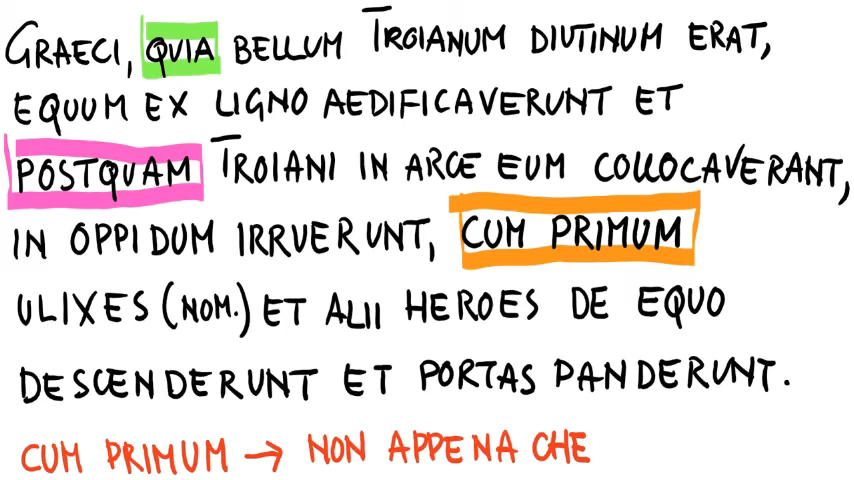 GRAECI, QUIA BELLUM TROIANUM DIUTINUM ERAT,
EQUUM EX LIGNO AEDIFICAVERUNT ET
POSTQUAM TROIANI IN ARCE EUM COLLOCAVERANT,
IN OPPIDUM IRRUERUNT, CUM PRIMUM
ULIXES (NOM.) ET ALII HEROES DE EQUO
DESCENDERUNT ET PORTAS PANDERUNT.
CUM PRIMUM → NON APPENA CHE